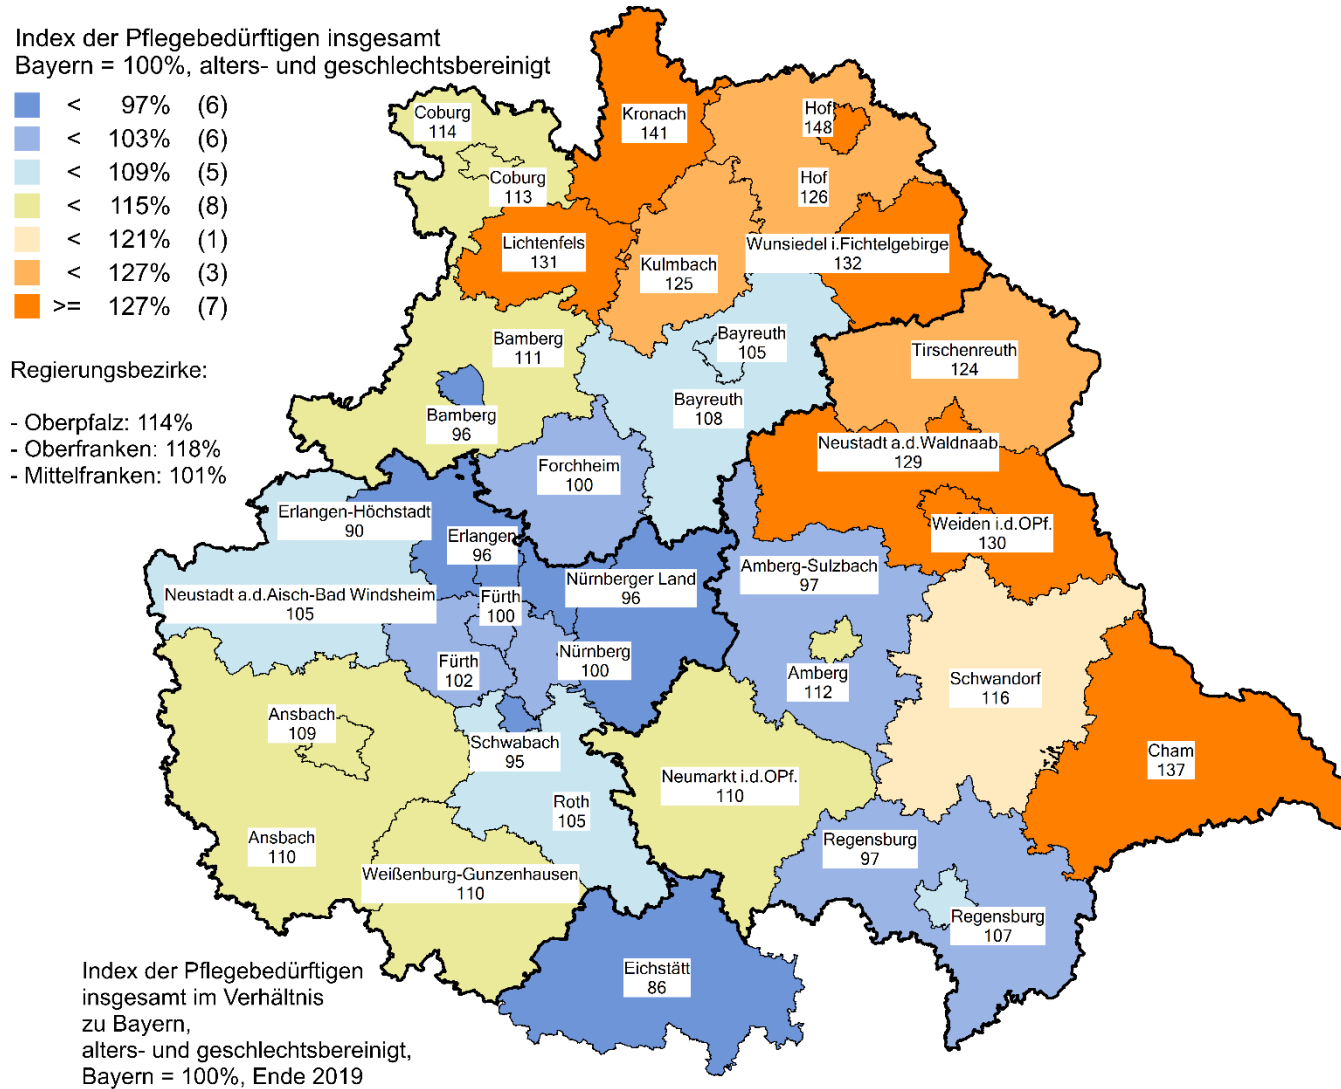 Index der Pflegebedürftigen insgesamt
Bayern = 100%, alters- und geschlechtsbereinigt
< 97% (6)
< 103% (6)
< 109% (5)
< 115% (8)
< 121% (1)
< 127% (3)
>= 127% (7)
Regierungsbezirke:
- Oberpfalz: 114%
- Oberfranken: 118%
- Mittelfranken: 101%
Coburg
114
Coburg
113
Kronach
141
Hof
148
Hof
126
Lichtenfels
131
Kulmbach
125
Wunsiedel i.Fichtelgebirge
132
Bamberg
111
Bamberg
96
Bayreuth
105
Bayreuth
108
Tirschenreuth
124
Forchheim
100
Neustadt a.d.Waldnaab
129
Weiden i.d.OPf.
130
Erlangen-Höchstadt
90
Erlangen
96
Nürnberger Land
96
Amberg-Sulzbach
97
Neustadt a.d.Aisch-Bad Windsheim
105
Fürth
100
Fürth
102
Nürnberg
100
Amberg
112
Schwandorf
116
Ansbach
109
Schwabach
95
Neumarkt i.d.OPf.
110
Cham
137
Roth
105
Ansbach
110
Weißenburg-Gunzenhausen
110
Regensburg
97
Regensburg
107
Eichstätt
86
Index der Pflegebedürftigen
insgesamt im Verhältnis
zu Bayern,
alters- und geschlechtsbereinigt,
Bayern = 100%, Ende 2019